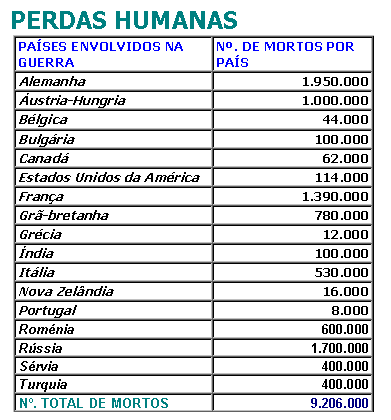 PERDAS HUMANAS
PAÍSES ENVOLVIDOS NA GUERRA Nº. DE MORTOS POR PAÍS
Alemanha 1.950.000
Áustria-Hungria 1.000.000
Bélgica 44.000
Bulgária 100.000
Canadá 62.000
Estados Unidos da América 114.000
França 1.390.000
Grã-bretanha 780.000
Grécia 12.000
Índia 100.000
Itália 530.000
Nova Zelândia 16.000
Portugal 8.000
Roménia 600.000
Rússia 1.700.000
Sérvia 400.000
Turquia 400.000
Nº. TOTAL DE MORTOS 9.206.000